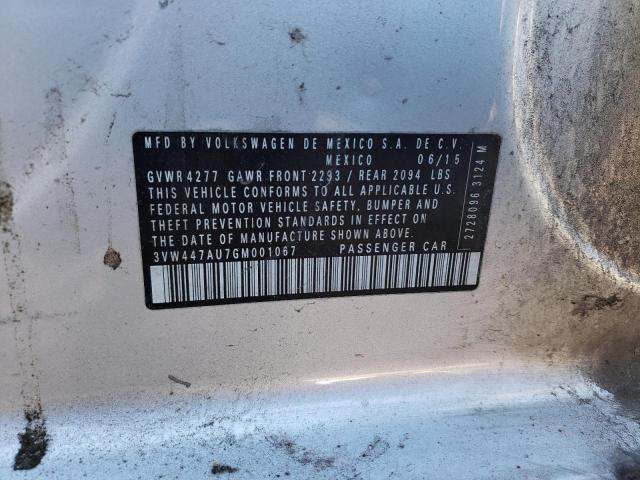 MFD BY VOLKSWAGEN DE MEXICO S.A. DE C.V.
MEXICO 06/15
GVWR 4277 GAWR FRONT 2293 / REAR 2094 LBS
THIS VEHICLE CONFORMS TO ALL APPLICABLE U.S.
FEDERAL MOTOR VEHICLE SAFETY, BUMPER AND
THEFT PREVENTION STANDARDS IN EFFECT ON
THE DATE OF MANUFACTURE SHOWN ABOVE.
3VW447AU7GM001067 PASSENGER CAR
2728096 3124 M